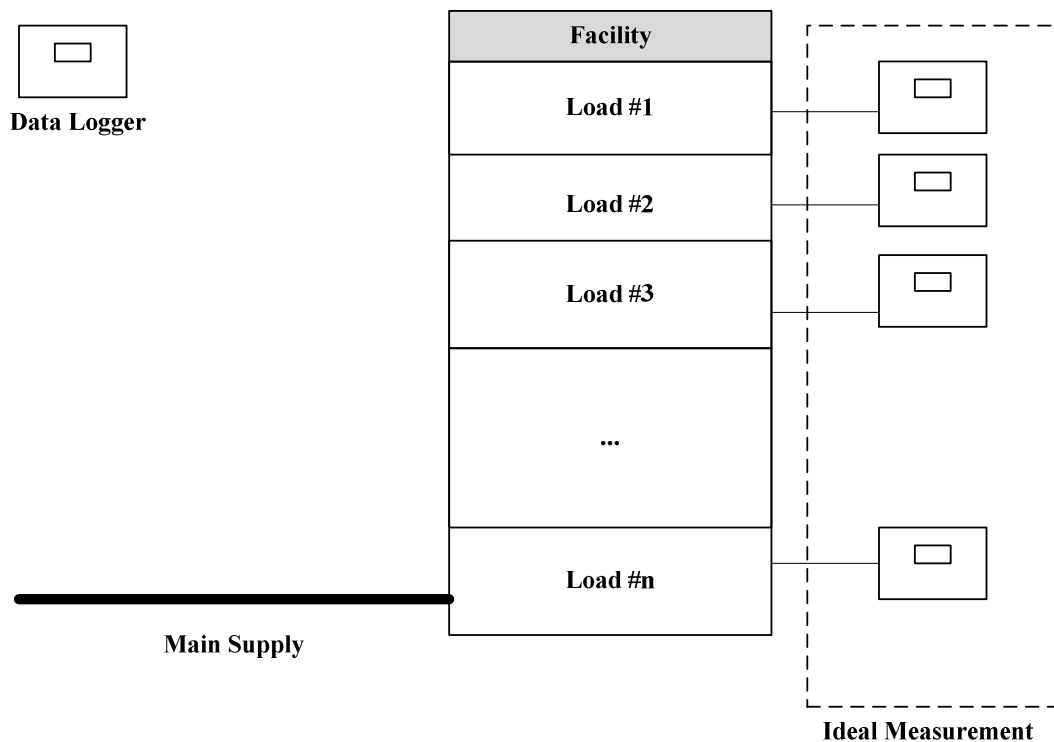 Facility
Data Logger
Load #1
Load #2
Load #3
...
Load #n
Main Supply
Ideal Measurement